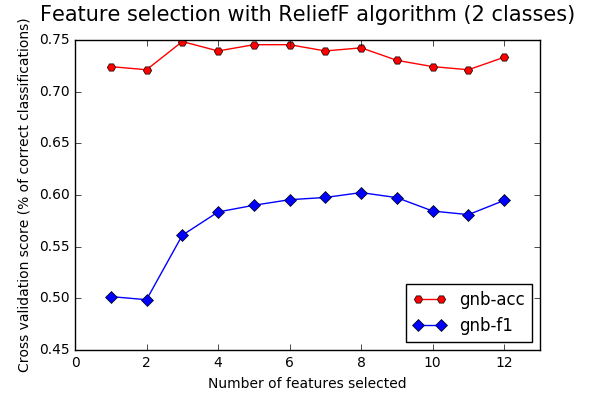 Feature selection with ReliefF algorithm (2 classes)
Cross validation score (% of correct classifications)
0.75
0.70
0.65
0.60
0.55
0.50
0.45
0 2 4 6 8 10 12
Number of features selected
gnb-acc
gnb-f1